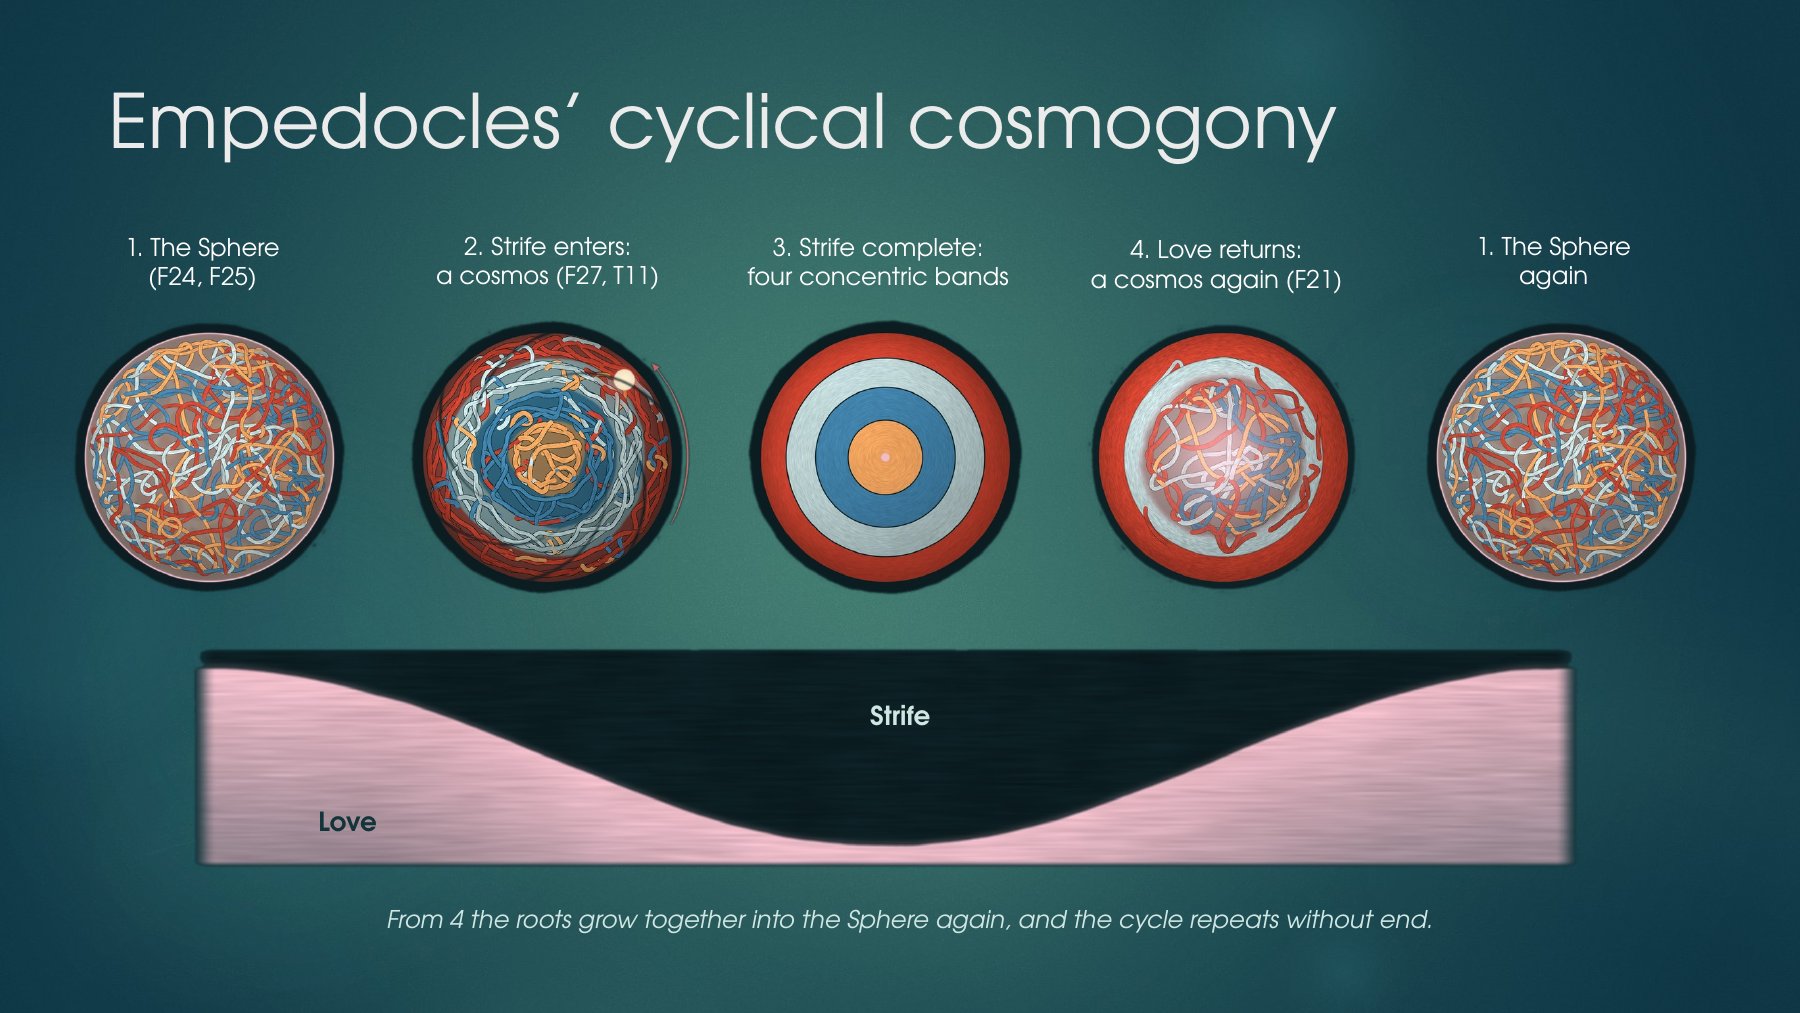 Empedocles’ cyclical cosmogony
1. The Sphere
(F24, F25)
2. Strife enters:
a cosmos (F27, T11)
3. Strife complete:
four concentric bands
4. Love returns:
a cosmos again (F21)
1. The Sphere
again
Strife
Love
From 4 the roots grow together into the Sphere again, and the cycle repeats without end.